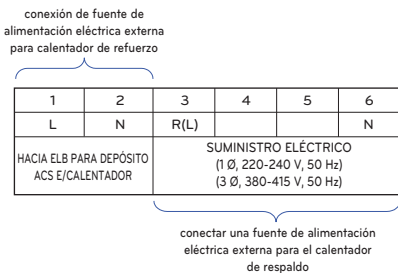 conexión de fuente de
alimentación eléctrica externa
para calentador de refuerzo
1 2 3 4 5 6
L N R(L) N
HACIA ELB PARA DEPÓSITO
ACS E/CALENTADOR
SUMINISTRO ELÉCTRICO
(1 Ø, 220-240 V, 50 Hz)
(3 Ø, 380-415 V, 50 Hz)
conectar una fuente de alimentación
eléctrica externa para el calentador
de respaldo